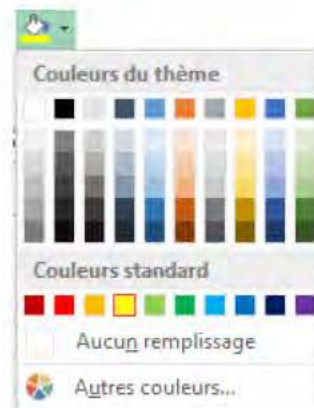 Couleurs du thème
Couleurs standard
Aucun remplissage
Autres couleurs...